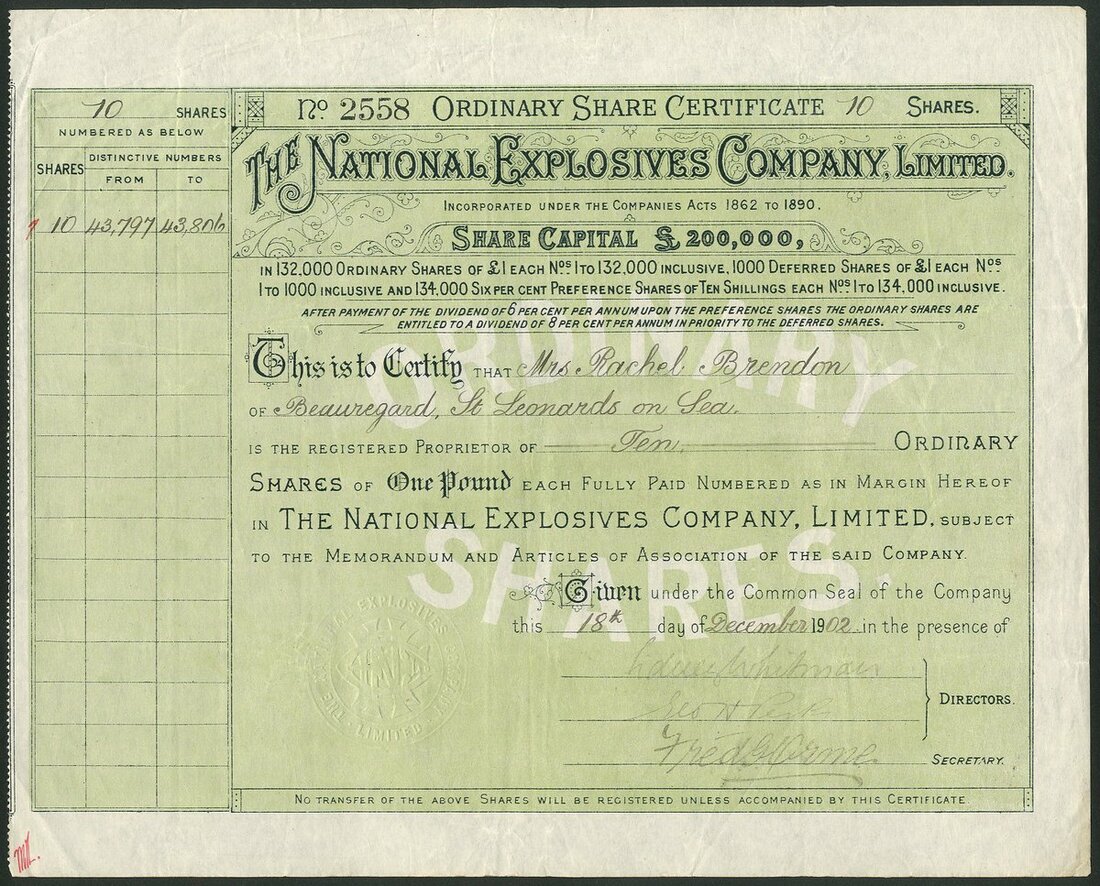 10 SHARES
NUMBERED AS BELOW
SHARES DISTINCTIVE NUMBERS
FROM TO
10 43,797 43,806
No. 2558 ORDINARY SHARE CERTIFICATE 10 SHARES.
THE NATIONAL EXPLOSIVES COMPANY, LIMITED.
INCORPORATED UNDER THE COMPANIES ACTS 1862 TO 1890.
SHARE CAPITAL £200,000,
IN 132.000 ORDINARY SHARES OF £1 EACH Nos 1 TO 132.000 INCLUSIVE, 1000 DEFERRED SHARES OF £1 EACH Nos
1 TO 1000 INCLUSIVE AND 134.000 SIX PER CENT PREFERENCE SHARES OF TEN SHILLINGS EACH Nos 1 TO 134.000 INCLUSIVE.
AFTER PAYMENT OF THE DIVIDEND OF 6 PER CENT PER ANNUM UPON THE PREFERENCE SHARES THE ORDINARY SHARES ARE
ENTITLED TO A DIVIDEND OF 8 PER CENT PER ANNUM IN PRIORITY TO THE DEFERRED SHARES.
ORDINARY
This is to Certify THAT Mrs Rachel Brendon
OF Beauregard, St Leonards on Sea.
IS THE REGISTERED PROPRIETOR OF Ten. ORDINARY
SHARES OF One Pound EACH FULLY PAID NUMBERED AS IN MARGIN HEREOF
IN THE NATIONAL EXPLOSIVES COMPANY, LIMITED, SUBJECT
TO THE MEMORANDUM AND ARTICLES OF ASSOCIATION OF THE SAID COMPANY.
SHARES.
Given under the Common Seal of the Company
this 18th day of December 1902 in the presence of
EXPLOSIVES
LIMITED
DIRECTORS.
SECRETARY.
NO TRANSFER OF THE ABOVE SHARES WILL BE REGISTERED UNLESS ACCOMPANIED BY THIS CERTIFICATE.